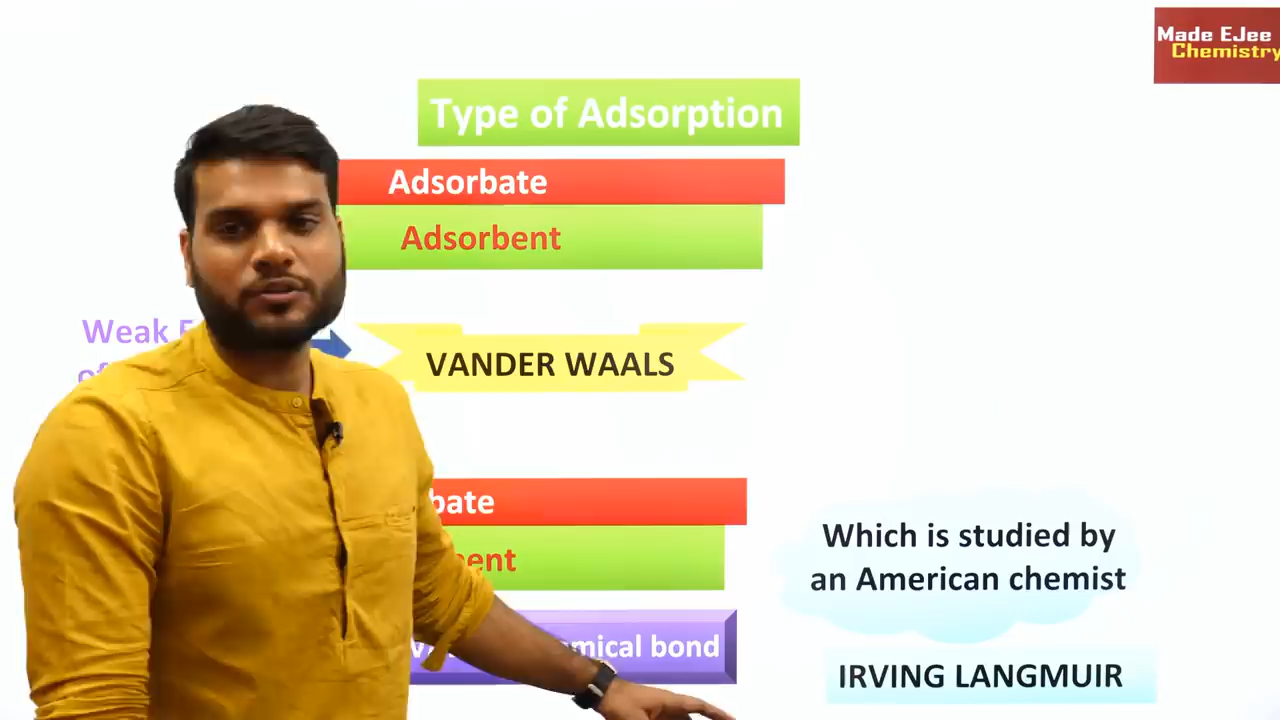 Made EJee
Chemistry
Type of Adsorption
Adsorbate
Adsorbent
Weak
VANDER WAALS
bate
ent
Which is studied by
an American chemist
mical bond
IRVING LANGMUIR